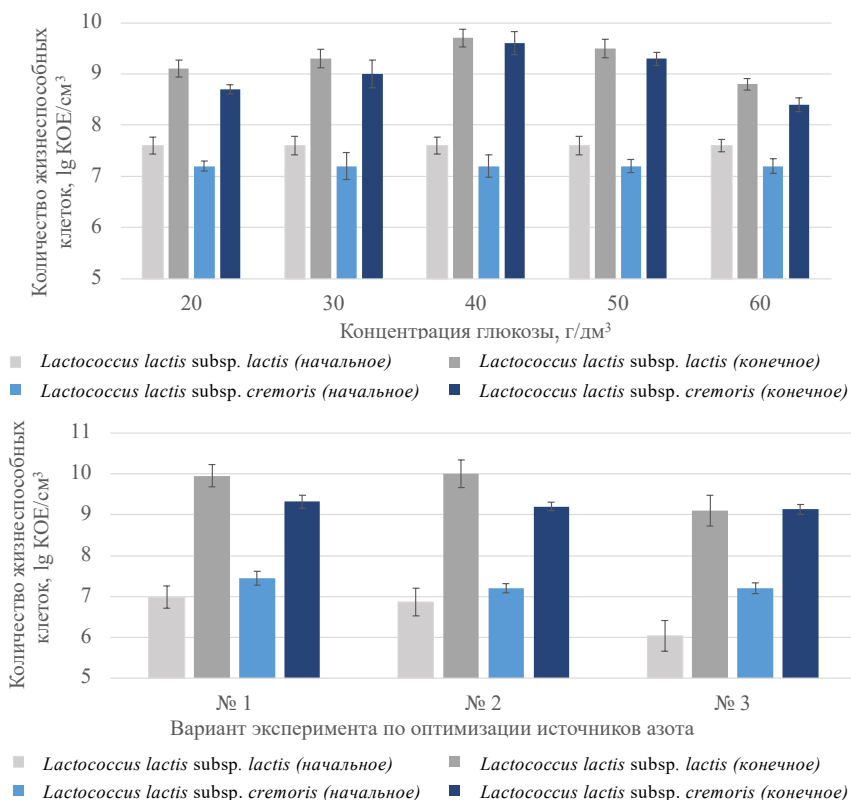 Количество жизнеспособных
клеток, lg КОЕ/см³
10
9
8
7
6
5
20 30 40 50 60
Концентрация глюкозы, г/дм³
Lactococcus lactis subsp. lactis (начальное) Lactococcus lactis subsp. lactis (конечное)
Lactococcus lactis subsp. cremoris (начальное) Lactococcus lactis subsp. cremoris (конечное)
Количество жизнеспособных
клеток, lg КОЕ/см³
11
10
9
8
7
6
5
№ 1 № 2 № 3
Вариант эксперимента по оптимизации источников азота
Lactococcus lactis subsp. lactis (начальное) Lactococcus lactis subsp. lactis (конечное)
Lactococcus lactis subsp. cremoris (начальное) Lactococcus lactis subsp. cremoris (конечное)